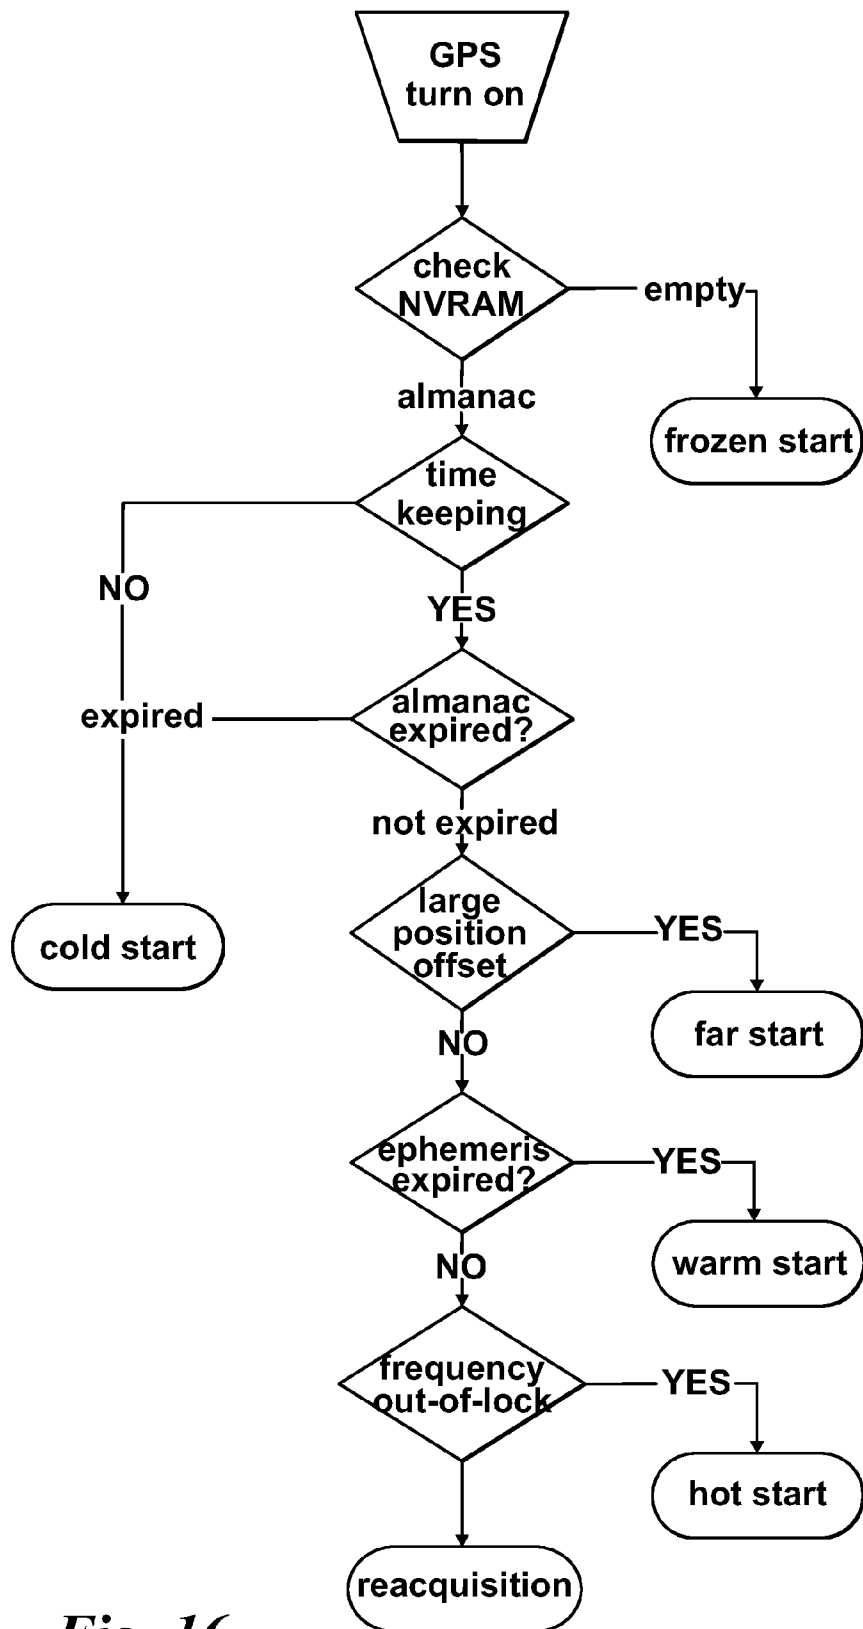 GPS
turn on
check
NVRAM
empty
almanac
frozen start
time
keeping
NO
YES
almanac
expired?
expired
not expired
large
position
offset
YES
cold start
far start
NO
ephemeris
expired?
YES
warm start
NO
frequency
out-of-lock
YES
hot start
reacquisition
Fig. 16